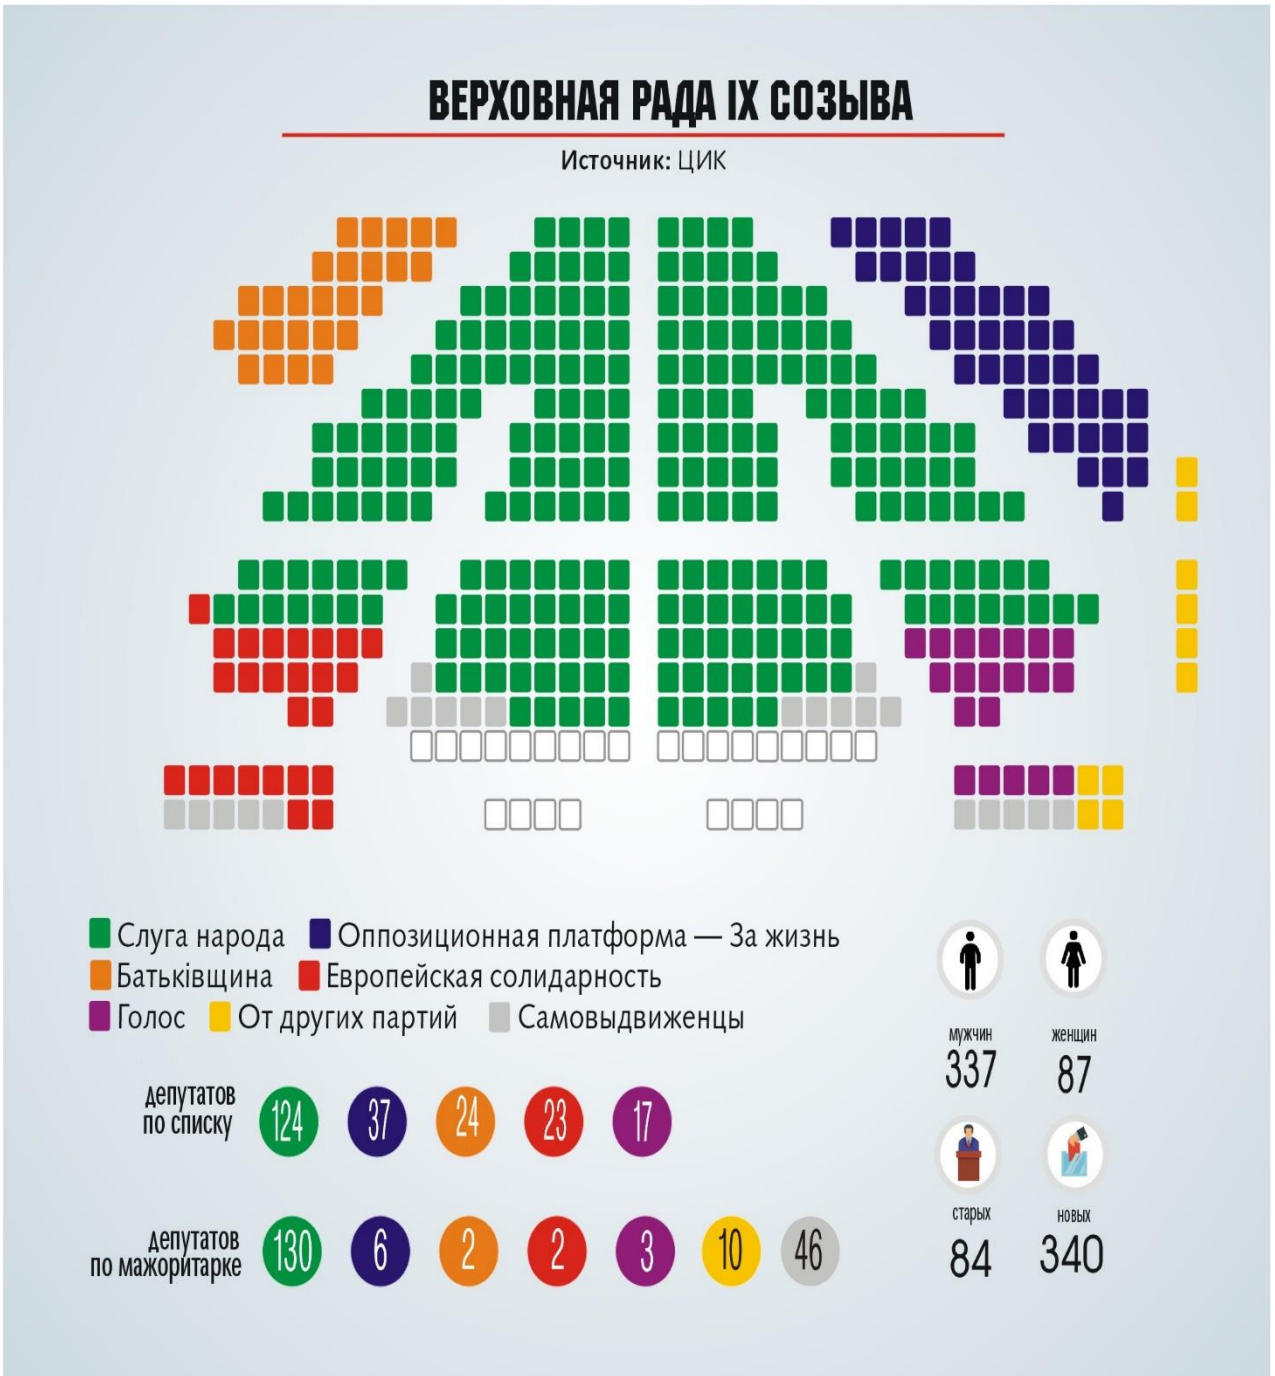 ВЕРХОВНАЯ РАДА IX СОЗЫВА
Источник: ЦИК
Слуга народа Оппозиционная платформа — За жизнь
Батьківщина Европейская солидарность
Голос От других партий Самовыдвиженцы
депутатов
по списку
124 37 24 23 17
депутатов
по мажоритарке
130 6 2 2 3 10 46
мужчин женщин
337 87
старых новых
84 340